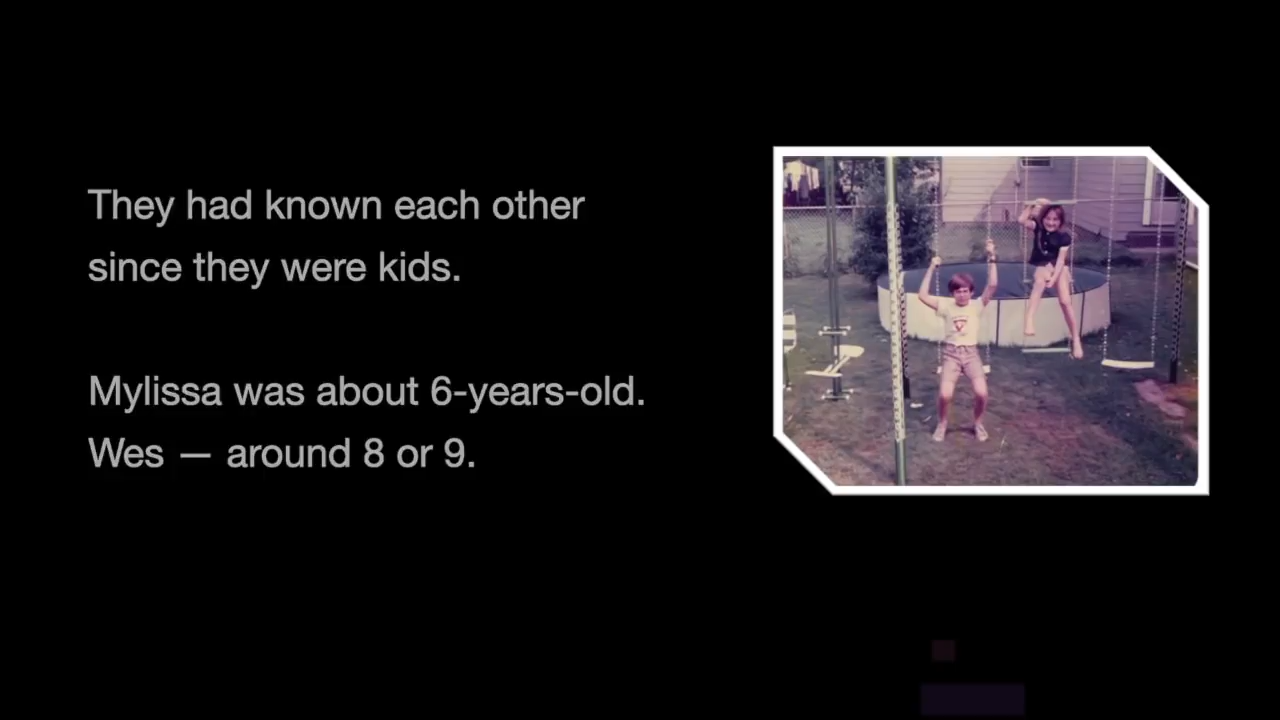 They had known each other
since they were kids.
Mylissa was about 6-years-old.
Wes — around 8 or 9.